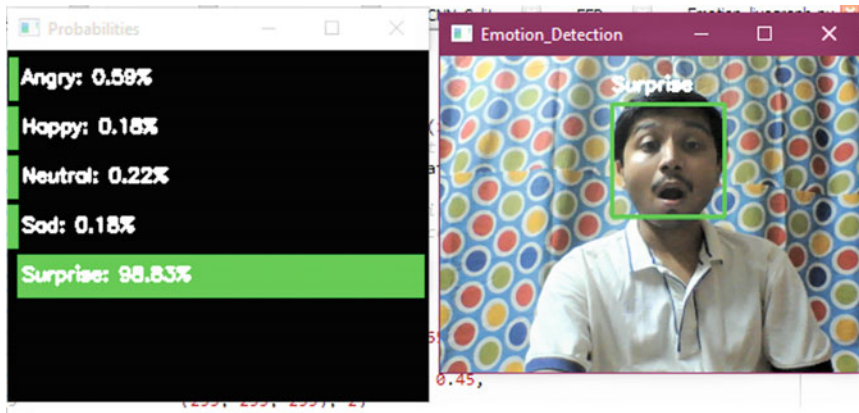 Probabilities
Angry: 0.59%
Happy: 0.18%
Neutral: 0.22%
Sad: 0.18%
Surprise: 98.83%
Emotion_Detection
Surprise
0.45,